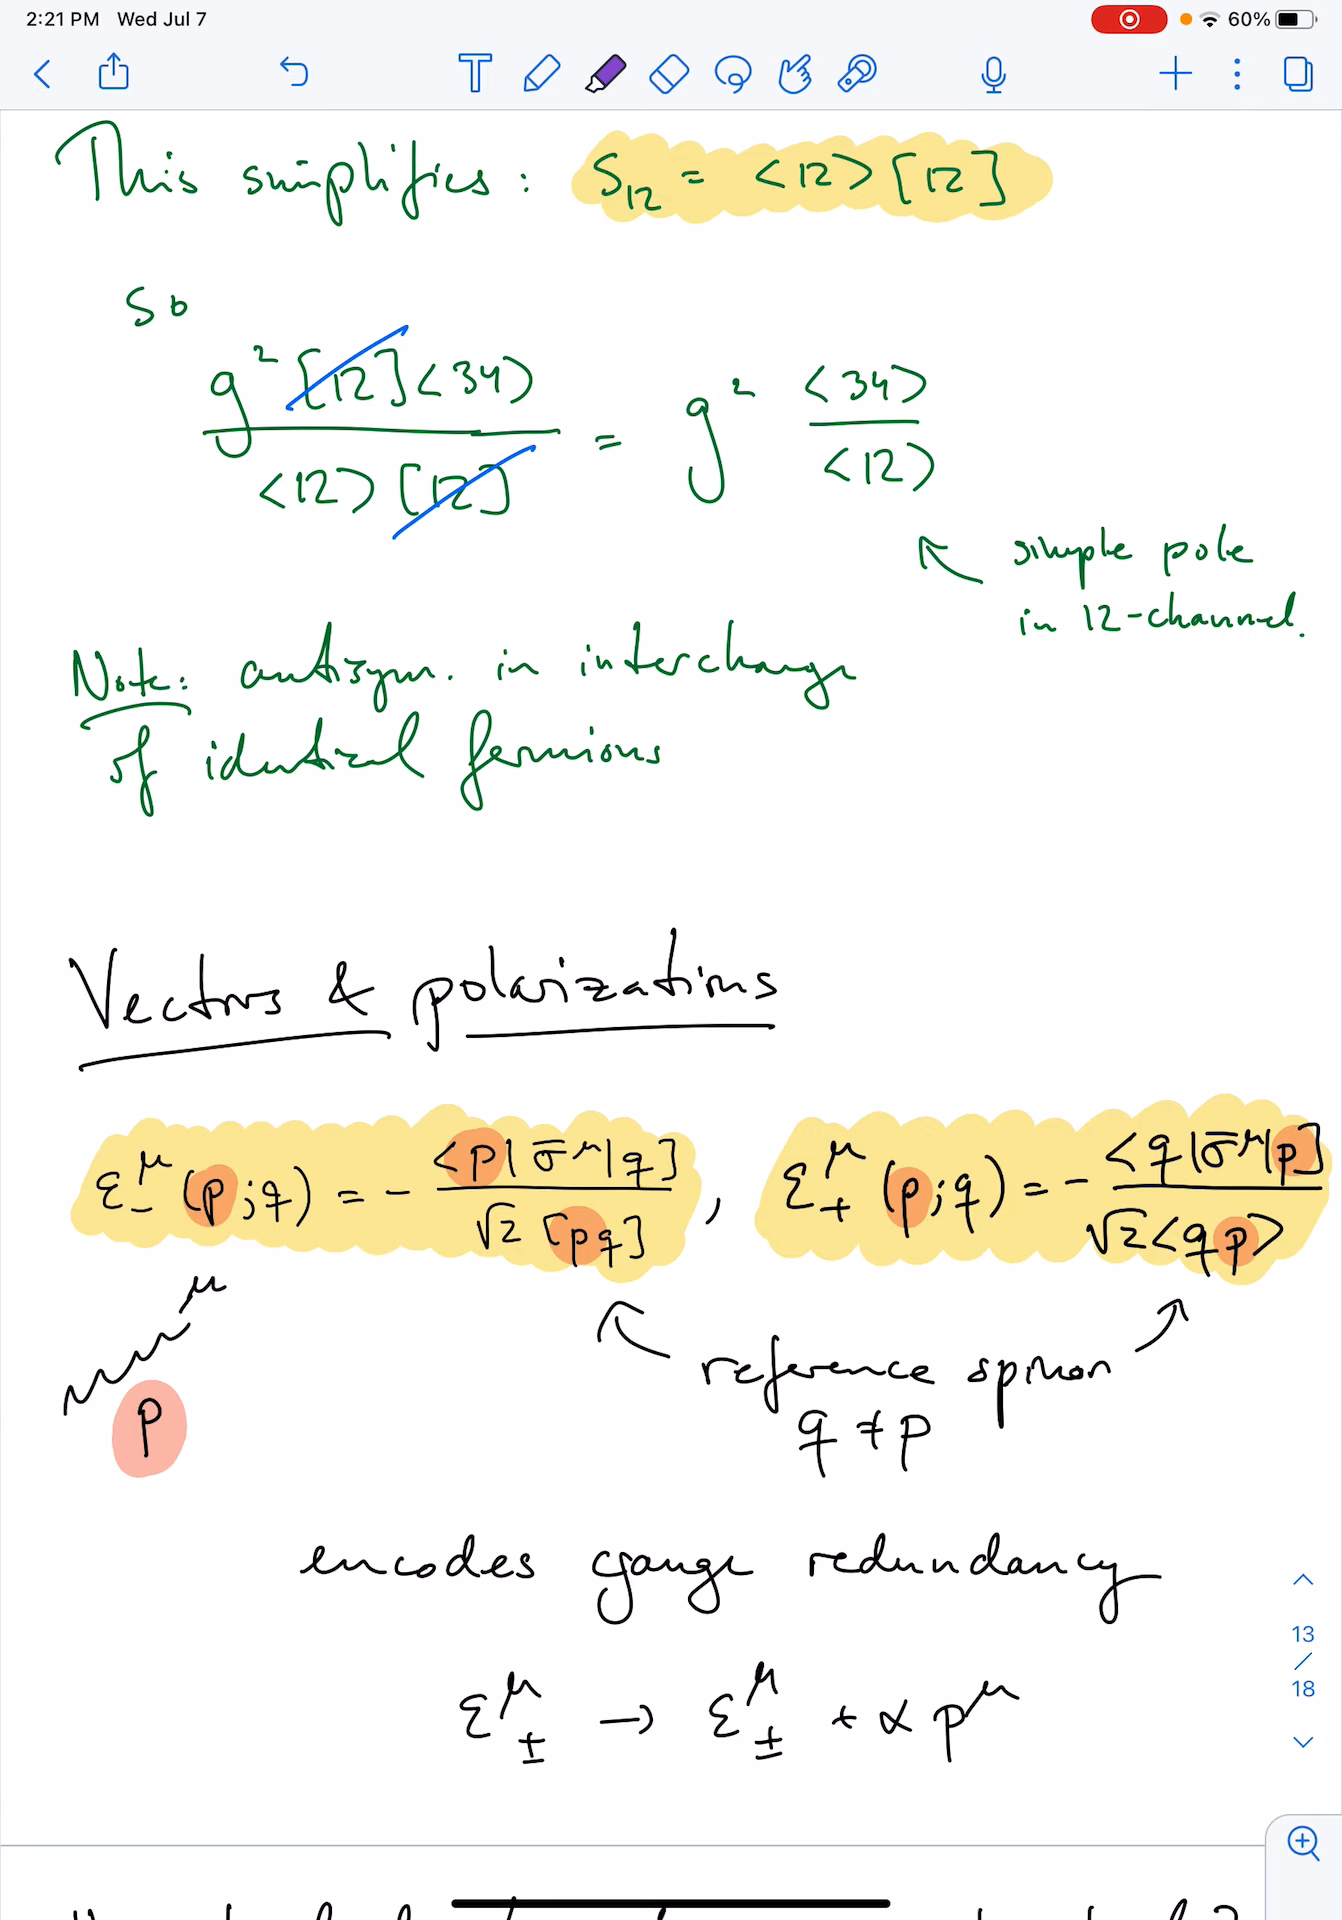 2:21 PM Wed Jul 7 60%
This simplifies: S₁₂ = <12>[12]
So
g² [12]<34> / <12>[12] = g² <34> / <12>
simple pole
in 12-channel.
Note: antisym. in interchange
of identical fermions
Vectors & polarizations
ε₋^μ (p;q) = - <p|σ̄^μ|q] / √2 [pq] , ε₊^μ (p;q) = - <q|σ̄^μ|p] / √2 <qp>
μ
p
reference spinor
q ≠ p
encodes gauge redundancy
ε^μ_± → ε^μ_± + α p^μ
13
/
18